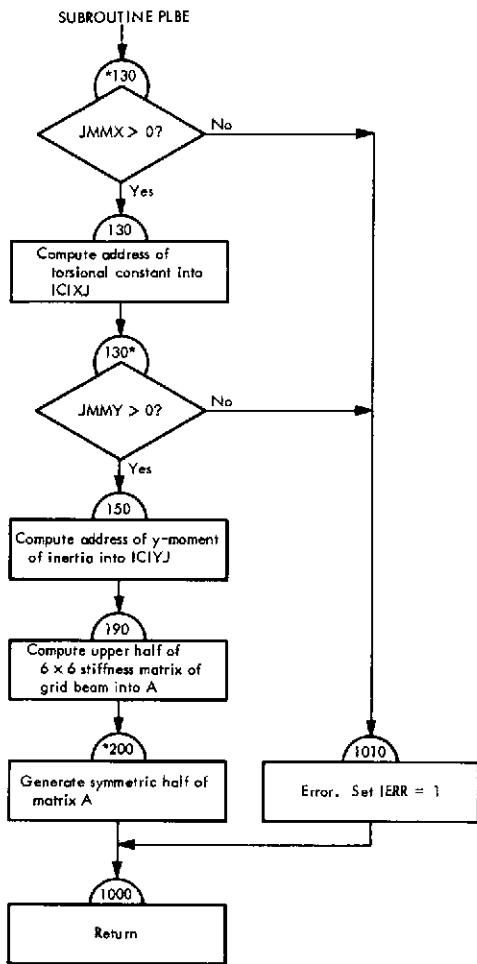 SUBROUTINE PLBE
*130
JMMX > 0?
No
Yes
130
Compute address of
torsional constant into
ICIXJ
130*
JMMY > 0?
No
Yes
150
Compute address of y-moment
of inertia into ICIYJ
190
Compute upper half of
6 × 6 stiffness matrix of
grid beam into A
*200
Generate symmetric half of
matrix A
1010
Error. Set IERR = 1
1000
Return